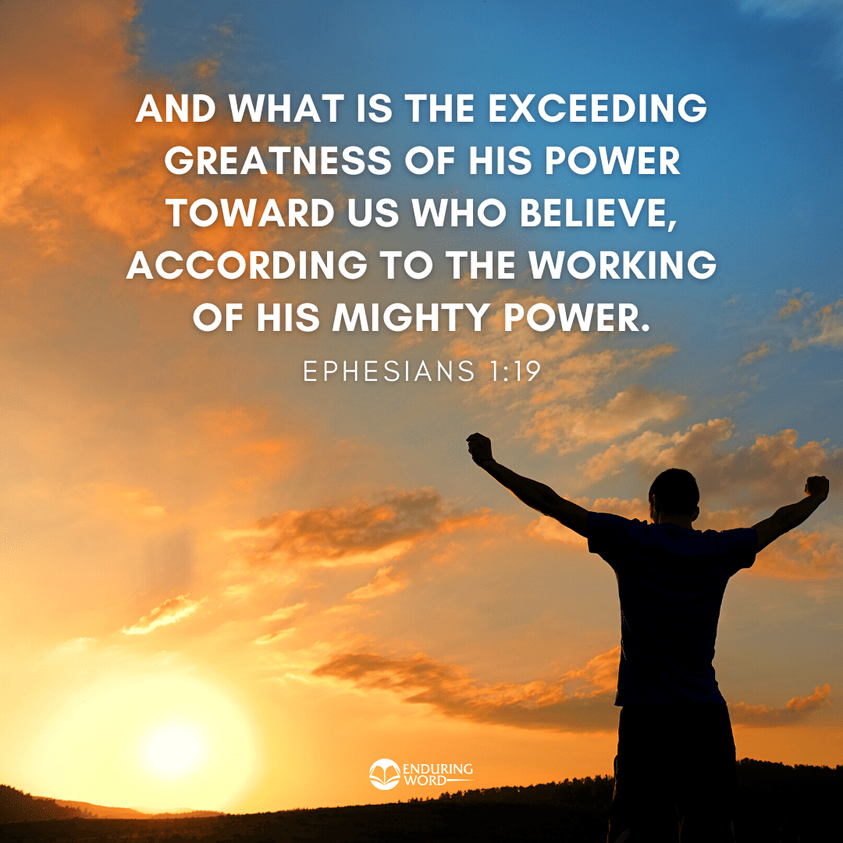 AND WHAT IS THE EXCEEDING
GREATNESS OF HIS POWER
TOWARD US WHO BELIEVE,
ACCORDING TO THE WORKING
OF HIS MIGHTY POWER.
EPHESIANS 1:19
ENDURING
WORD